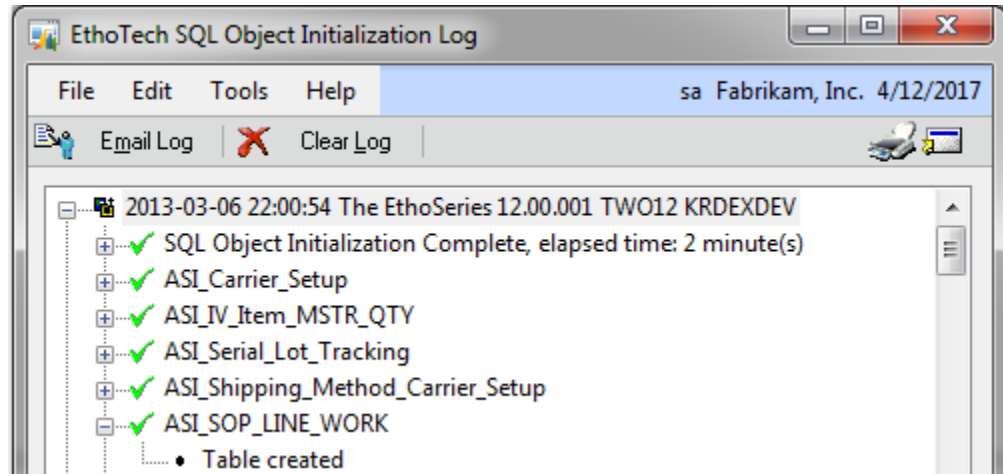 EthoTech SQL Object Initialization Log
File Edit Tools Help sa Fabrikam, Inc. 4/12/2017
Email Log Clear Log
2013-03-06 22:00:54 The EthoSeries 12.00.001 TWO12 KRDEXDEV
SQL Object Initialization Complete, elapsed time: 2 minute(s)
ASI_Carrier_Setup
ASI_IV_Item_MSTR_QTY
ASI_Serial_Lot_Tracking
ASI_Shipping_Method_Carrier_Setup
ASI_SOP_LINE_WORK
Table created